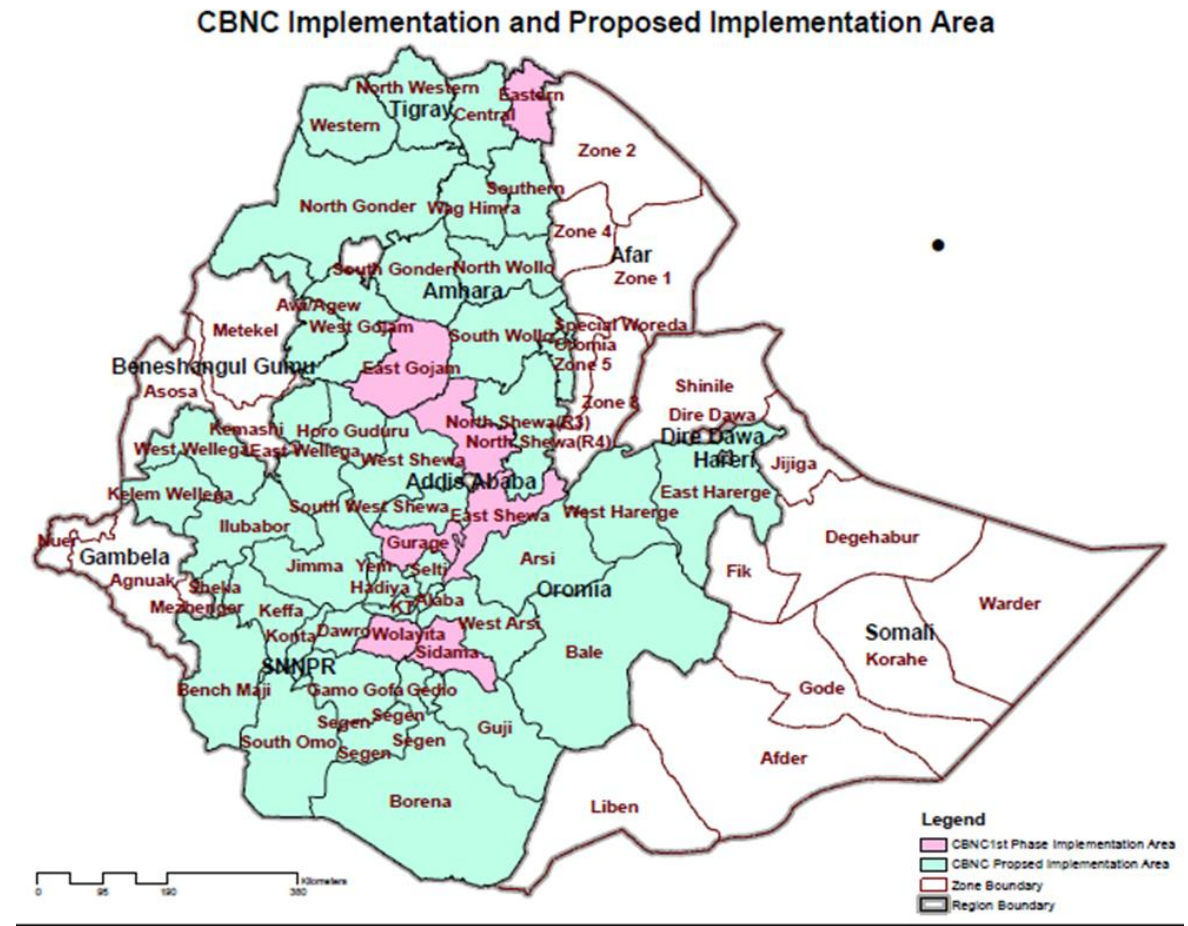 CBNC Implementation and Proposed Implementation Area
North Western
Eastern
Tigray
Central
Western
Zone 2
Southern
North Gonder
Wag Himra
Zone 4
Afar
South Gonder
North Wollo
Zone 1
Amhara
Awi/Agew
West Gojam
Metekel
South Wollo
Special Woreda
Oromia
Zone 5
Beneshangul Gumu
East Gojam
Asosa
Shinile
Zone 3
Dire Dawa
North Shewa(R3)
Kemashi
Horo Guduru
North Shewa(R4)
Dire Dawa
West Wellega
East Wellega
West Shewa
Hareri
Jijiga
Addis Ababa
Kelem Wellega
East Harerge
South West Shewa
East Shewa
West Harerge
Ilubabor
Degehabur
Nuer
Gurage
Gambela
Arsi
Jimma
Yem
Selti
Fik
Agnuak
Sheka
Hadiya
Oromia
Mezhenger
Keffa
KT
Alaba
Warder
West Arsi
Konta
Dawro
Wolayita
Somali
Sidama
Bale
Korahe
SNNPR
Bench Maji
Gamo Gofa
Gedio
Gode
Segen
Segen
Guji
South Omo
Segen
Segen
Afder
Borena
Liben
Legend
CBNC1st Phase Implementation Area
CBNC Propsed Implementation Area
Zone Boundary
Region Boundary
Kilometers
0 95 190 380